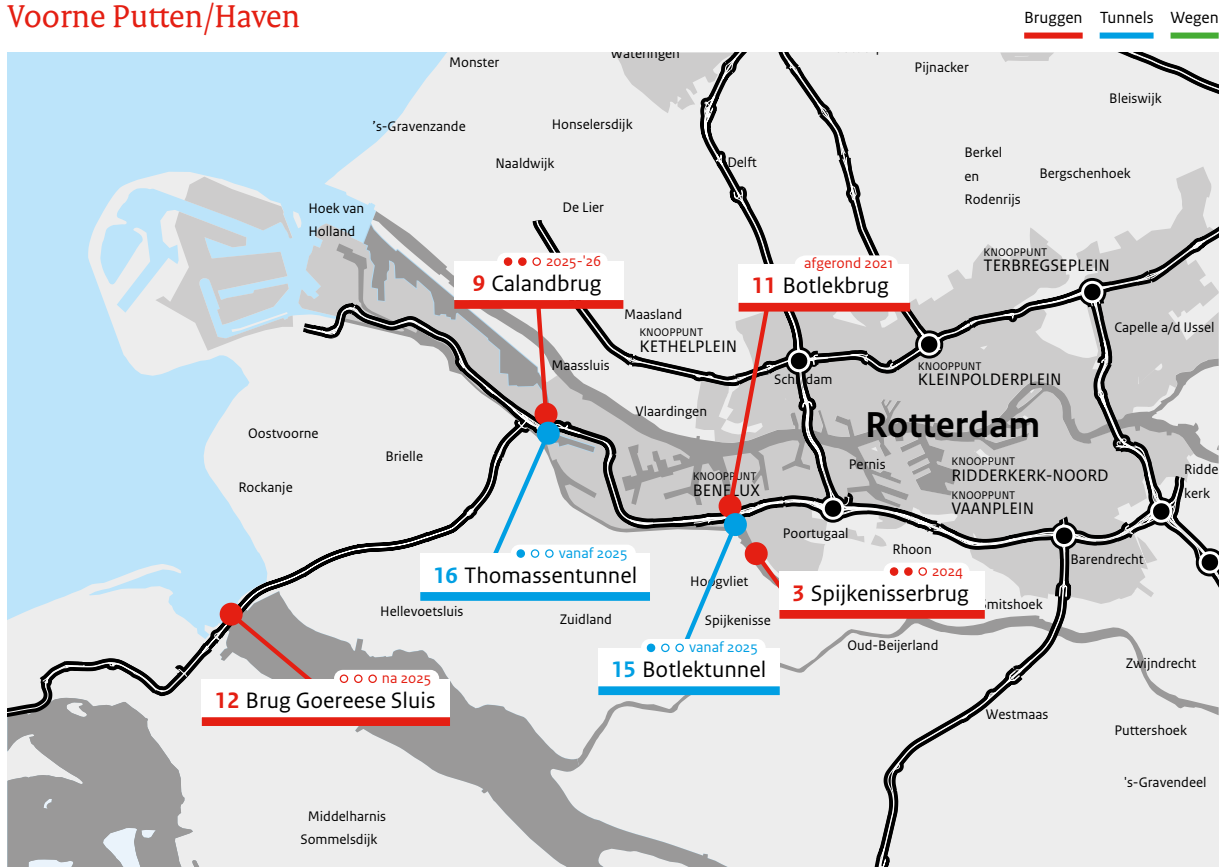 Voorne Putten/Haven
Bruggen Tunnels Wegen
Monster
Wateringen
Pijnacker
Bleiswijk
's-Gravenzande
Honselersdijk
Naaldwijk
Delft
Berkel
en
Rodenrijs
Bergschenhoek
De Lier
Hoek van
Holland
2025-'26
9 Calandbrug
afgerond 2021
11 Botlekbrug
KNOOPPUNT
TERBREGSEPLEIN
Maasland
KNOOPPUNT
KETHELPLEIN
Capelle a/d IJssel
Maassluis
Schiedam
KNOOPPUNT
KLEINPOLDERPLEIN
Vlaardingen
Rotterdam
Oostvoorne
Brielle
Pernis
KNOOPPUNT
RIDDERKERK-NOORD
Ridde
kerk
KNOOPPUNT
BENELUX
Rockanje
KNOOPPUNT
VAANPLEIN
Poortugaal
Rhoon
Barendrecht
vanaf 2025
16 Thomassentunnel
Hoogvliet
2024
3 Spijkenisserbrug
Smitshoek
Hellevoetsluis
Zuidland
Spijkenisse
Oud-Beijerland
vanaf 2025
15 Botlektunnel
Zwijndrecht
na 2025
12 Brug Goereese Sluis
Westmaas
Puttershoek
's-Gravendeel
Middelharnis
Sommelsdijk